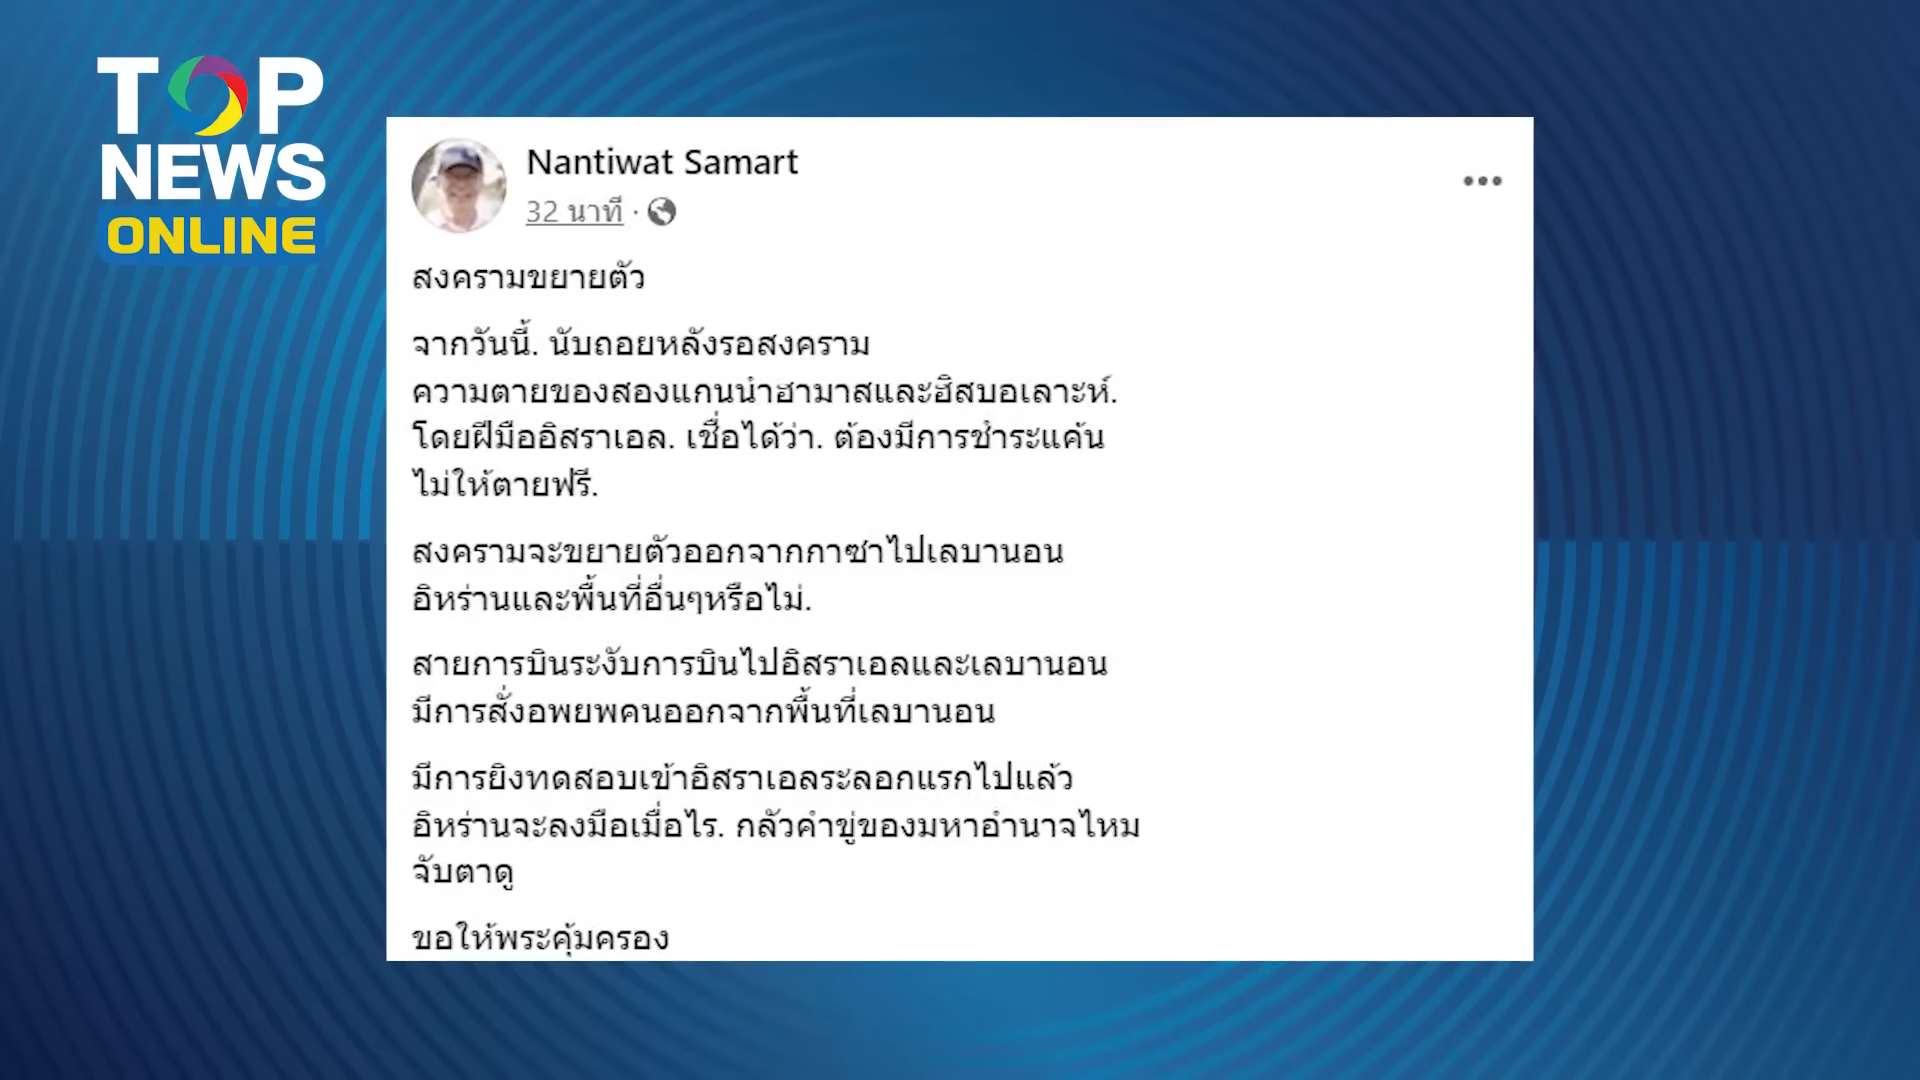 TOP
NEWS
ONLINE
Nantiwat Samart
32 นาที ·
สงครามขยายตัว
จากวันนี้. นับถอยหลังรอสงคราม
ความตายของสองแกนนำฮามาสและฮิสบอเลาะห์.
โดยฝีมืออิสราเอล. เชื่อได้ว่า. ต้องมีการชำระแค้น
ไม่ให้ตายฟรี.
สงครามจะขยายตัวออกจากกาซาไปเลบานอน
อิหร่านและพื้นที่อื่นๆหรือไม่.
สายการบินระงับการบินไปอิสราเอลและเลบานอน
มีการสั่งอพยพคนออกจากพื้นที่เลบานอน
มีการยิงทดสอบเข้าอิสราเอลระลอกแรกไปแล้ว
อิหร่านจะลงมือเมื่อไร. กลัวคำขู่ของมหาอำนาจไหม
จับตาดู
ขอให้พระคุ้มครอง